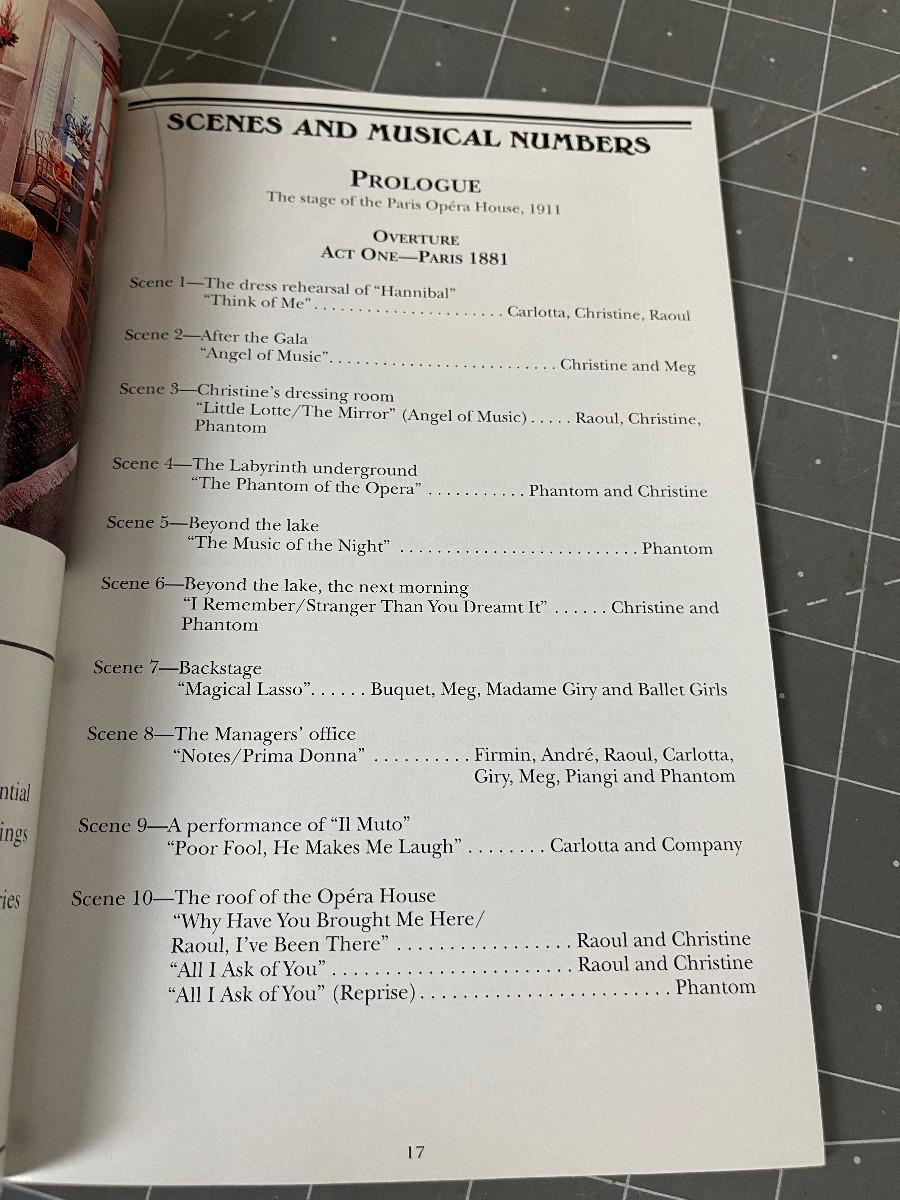 SCENES AND MUSICAL NUMBERS
PROLOGUE
The stage of the Paris Opéra House, 1911
OVERTURE
ACT ONE—PARIS 1881
Scene 1—The dress rehearsal of “Hannibal”
“Think of Me” . . . . . . . . . . . . . . . . . . . . . . Carlotta, Christine, Raoul
Scene 2—After the Gala
“Angel of Music”. . . . . . . . . . . . . . . . . . . . . . . . . . Christine and Meg
Scene 3—Christine’s dressing room
“Little Lotte/The Mirror” (Angel of Music) . . . . . Raoul, Christine,
Phantom
Scene 4—The Labyrinth underground
“The Phantom of the Opera” . . . . . . . . . . . Phantom and Christine
Scene 5—Beyond the lake
“The Music of the Night” . . . . . . . . . . . . . . . . . . . . . . . . . . . Phantom
Scene 6—Beyond the lake, the next morning
“I Remember/Stranger Than You Dreamt It” . . . . . . Christine and
Phantom
Scene 7—Backstage
“Magical Lasso”. . . . . . Buquet, Meg, Madame Giry and Ballet Girls
Scene 8—The Managers’ office
“Notes/Prima Donna” . . . . . . . . . . Firmin, André, Raoul, Carlotta,
Giry, Meg, Piangi and Phantom
Scene 9—A performance of “Il Muto”
“Poor Fool, He Makes Me Laugh” . . . . . . . . Carlotta and Company
Scene 10—The roof of the Opéra House
“Why Have You Brought Me Here/
Raoul, I’ve Been There” . . . . . . . . . . . . . . . . . Raoul and Christine
“All I Ask of You” . . . . . . . . . . . . . . . . . . . . . . . Raoul and Christine
“All I Ask of You” (Reprise) . . . . . . . . . . . . . . . . . . . . . . . . Phantom
17
ntial
ings
ries